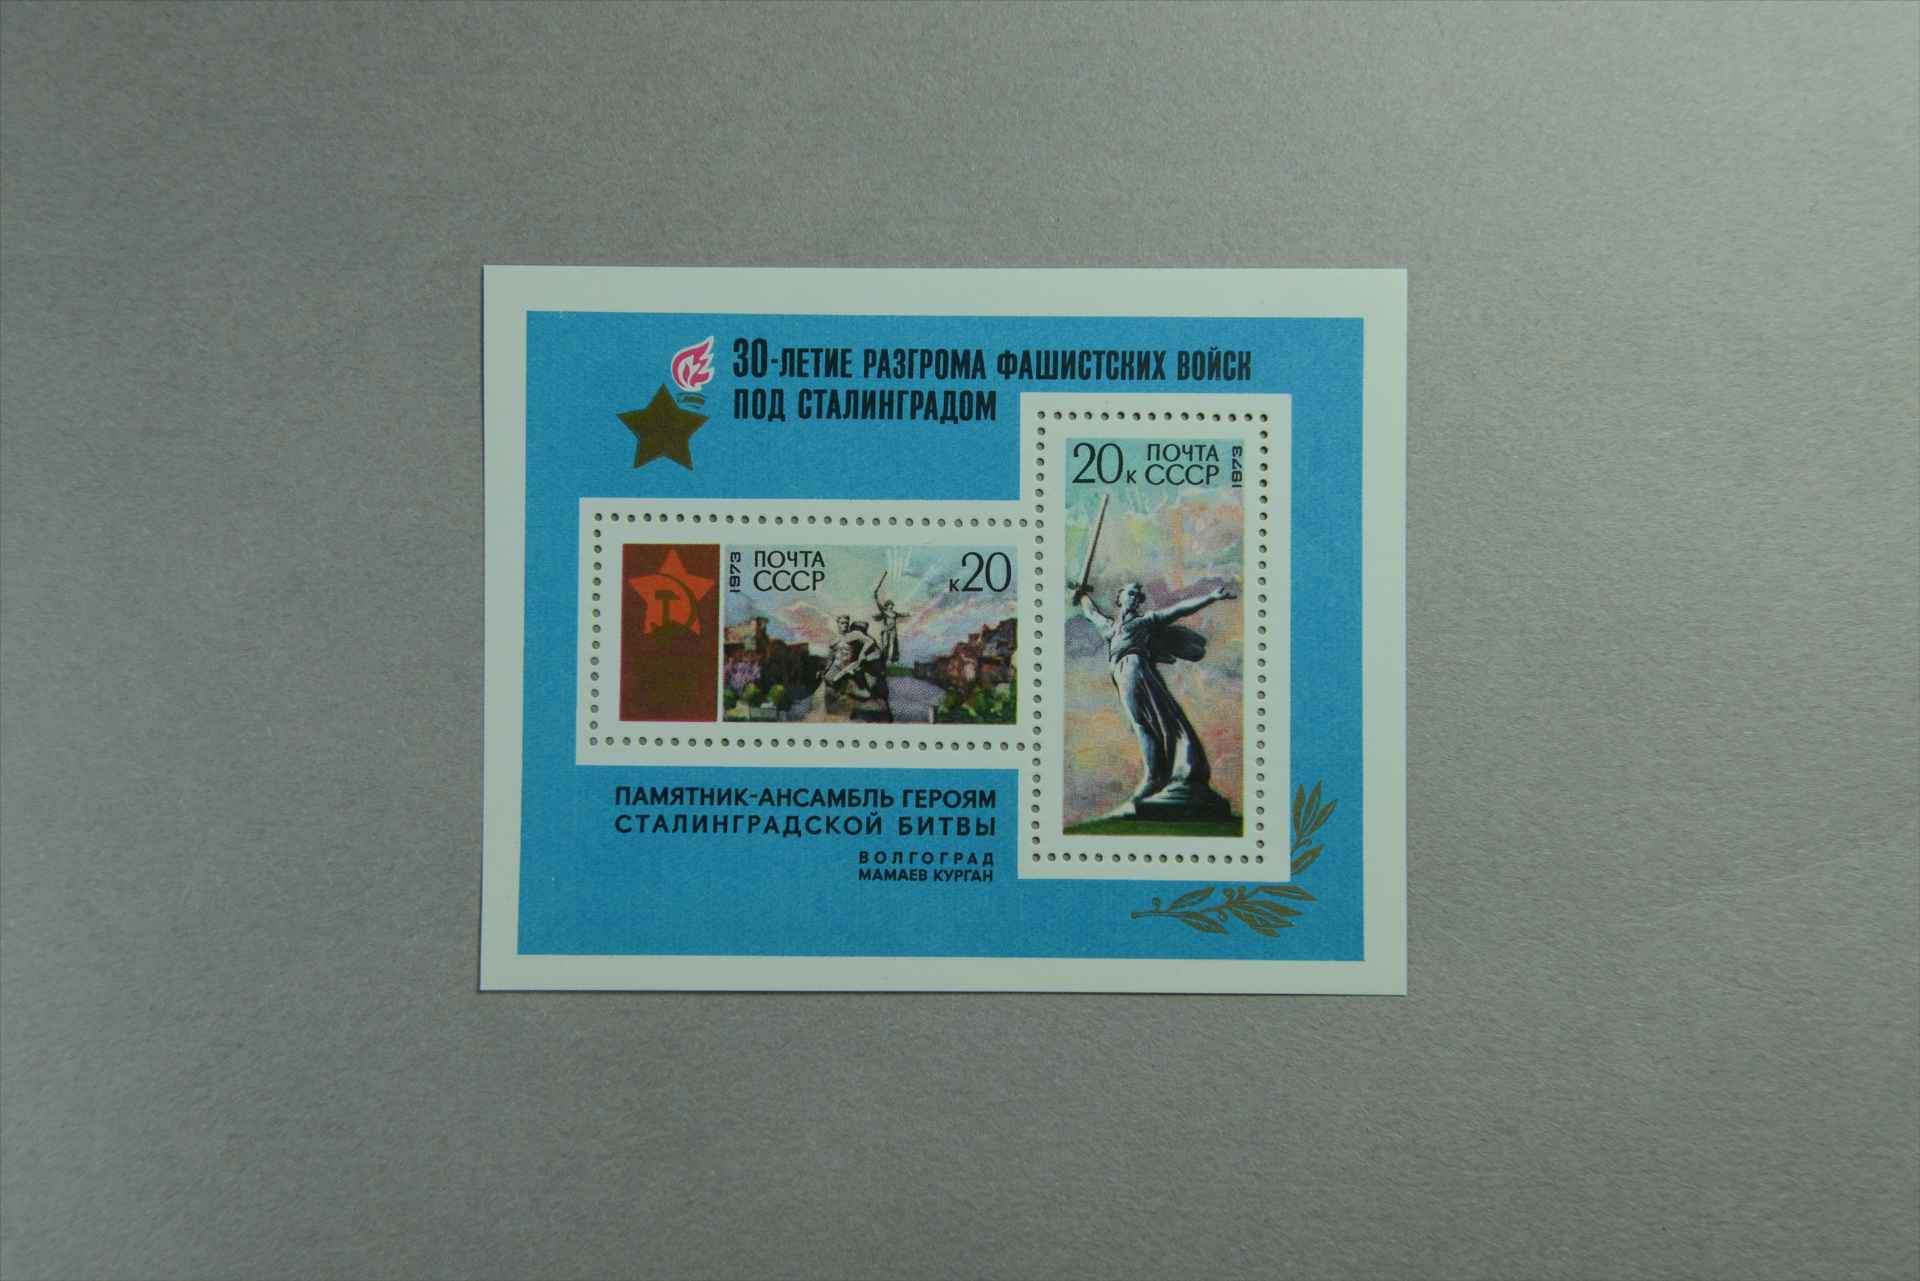 30-ЛЕТИЕ РАЗГРОМА ФАШИСТСКИХ ВОЙСК
ПОД СТАЛИНГРАДОМ
20к ПОЧТА
СССР
1973
1973
ПОЧТА
СССР
к20
ПАМЯТНИК-АНСАМБЛЬ ГЕРОЯМ
СТАЛИНГРАДСКОЙ БИТВЫ
ВОЛГОГРАД
МАМАЕВ КУРГАН